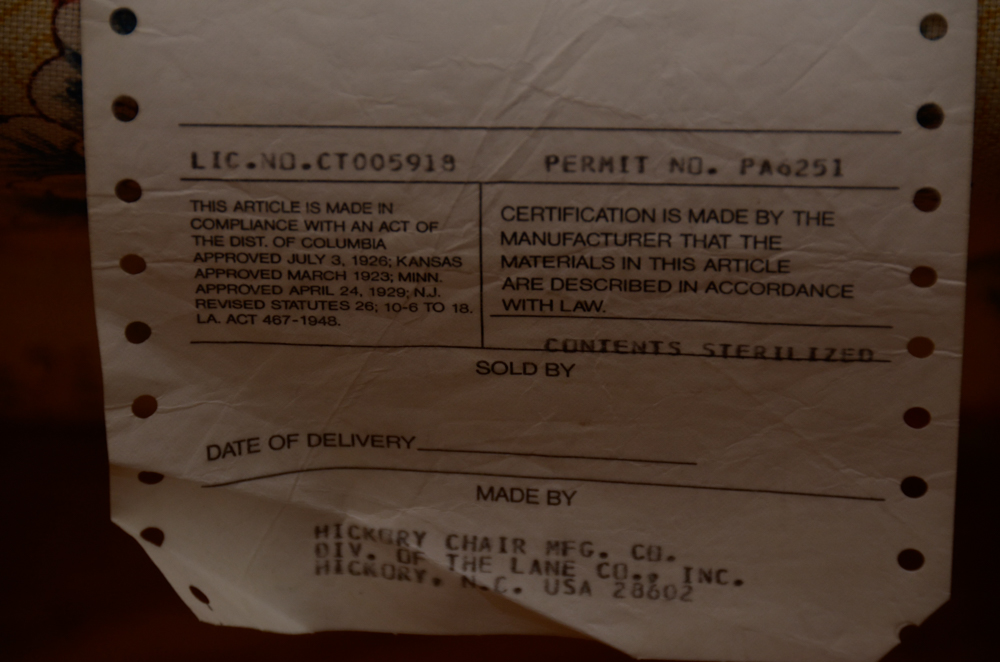 LIC.NO.CT005918 PERMIT NO. PA6251
THIS ARTICLE IS MADE IN
COMPLIANCE WITH AN ACT OF
THE DIST. OF COLUMBIA
APPROVED JULY 3, 1926; KANSAS
APPROVED MARCH 1923; MINN.
APPROVED APRIL 24, 1929; N.J.
REVISED STATUTES 26; 10-6 TO 18.
LA. ACT 467-1948.
CERTIFICATION IS MADE BY THE
MANUFACTURER THAT THE
MATERIALS IN THIS ARTICLE
ARE DESCRIBED IN ACCORDANCE
WITH LAW.
CONTENTS STERILIZED
SOLD BY
DATE OF DELIVERY
MADE BY
HICKORY CHAIR MFG. CO.
DIV. OF THE LANE CO., INC.
HICKORY, N.C. USA 28602